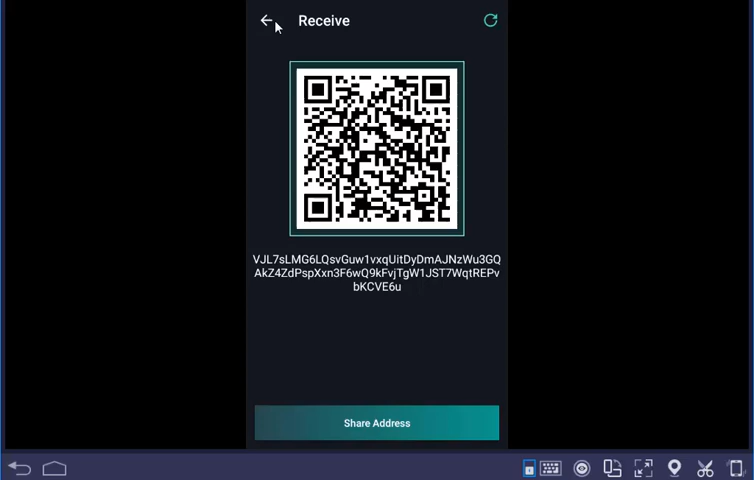 Receive
VJL7sLMG6LQsvGuw1vxqUitDyDmAJNzWu3GQ
AkZ4ZdPspXxn3F6wQ9kFvjTgW1JST7WqtREPv
bKCVE6u
Share Address